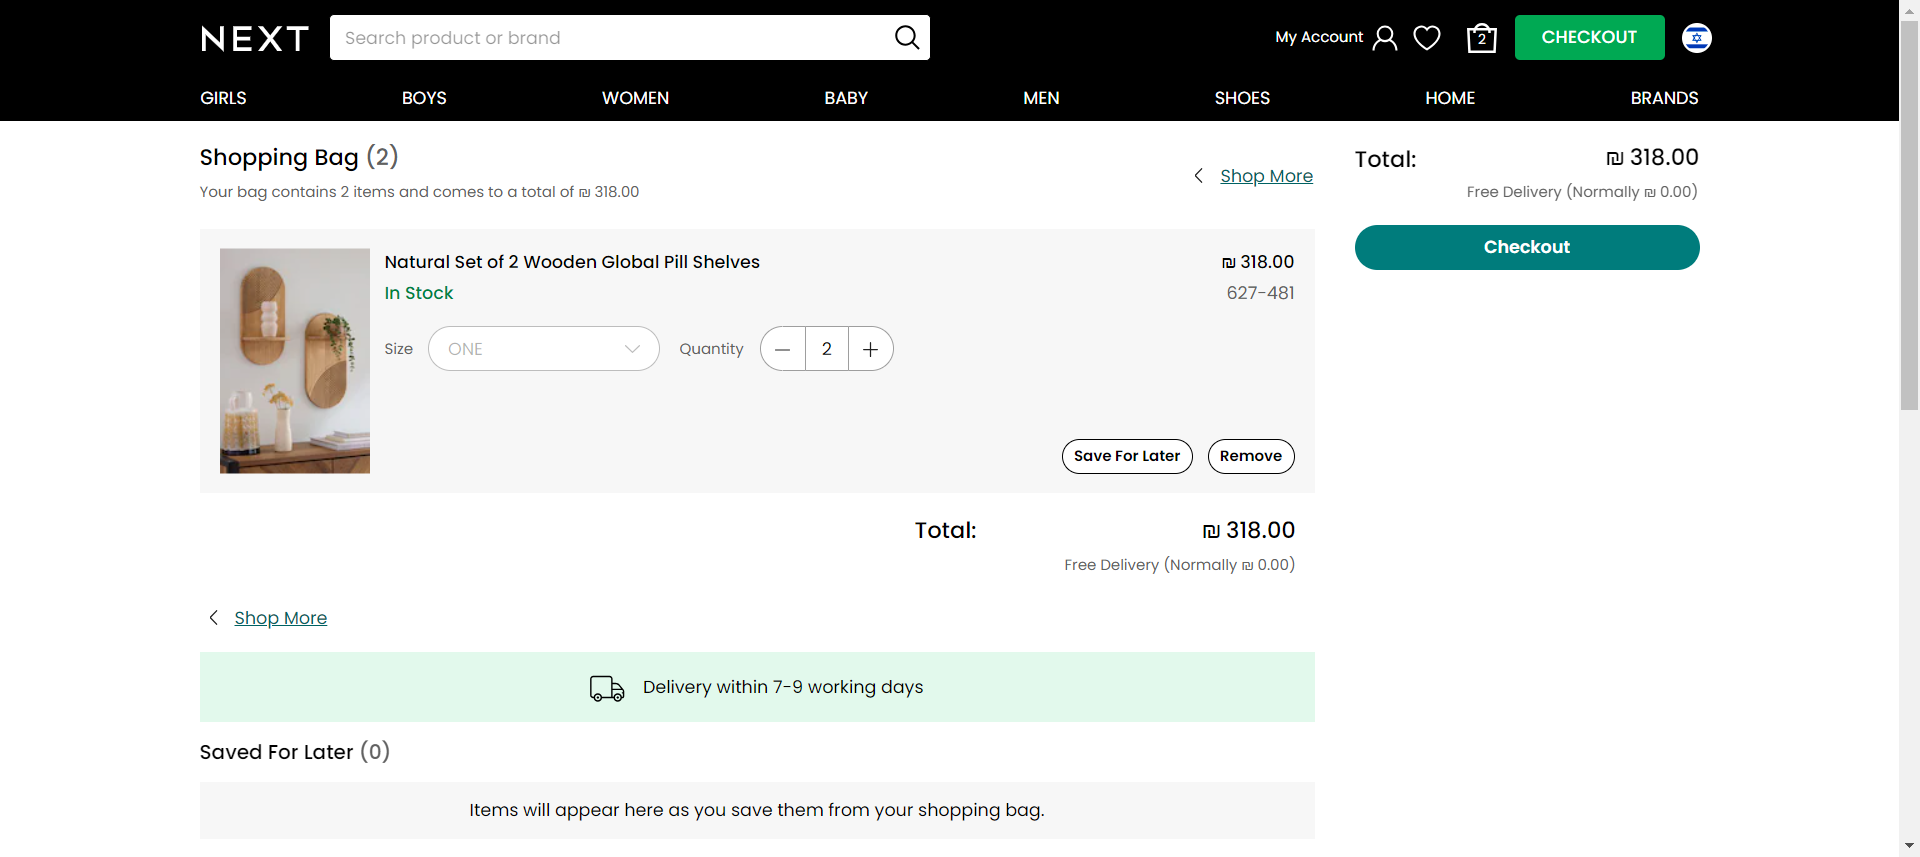 NEXT
Search product or brand
My Account
2
CHECKOUT
GIRLS
BOYS
WOMEN
BABY
MEN
SHOES
HOME
BRANDS
Shopping Bag (2)
Your bag contains 2 items and comes to a total of ₪ 318.00
Shop More
Total:
₪ 318.00
Free Delivery (Normally ₪ 0.00)
Checkout
Natural Set of 2 Wooden Global Pill Shelves
₪ 318.00
In Stock
627-481
Size
ONE
Quantity
2
Save For Later
Remove
Total:
₪ 318.00
Free Delivery (Normally ₪ 0.00)
Shop More
Delivery within 7-9 working days
Saved For Later (0)
Items will appear here as you save them from your shopping bag.